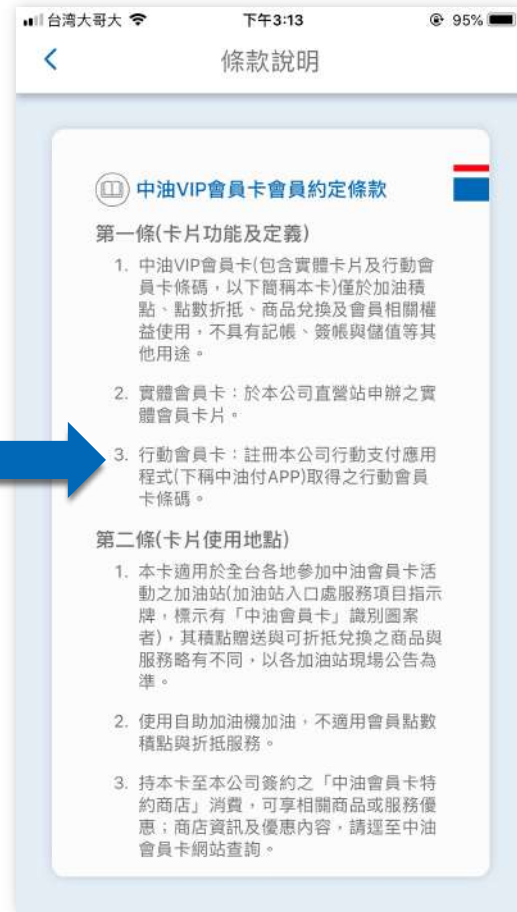 台湾大哥大 下午3:13 95%
條款說明
中油VIP會員卡會員約定條款
第一條(卡片功能及定義)
1. 中油VIP會員卡(包含實體卡片及行動會
員卡條碼，以下簡稱本卡)僅於加油積
點、點數折抵、商品兌換及會員相關權
益使用，不具有記帳、簽帳與儲值等其
他用途。
2. 實體會員卡：於本公司直營站申辦之實
體會員卡片。
3. 行動會員卡：註冊本公司行動支付應用
程式(下稱中油付APP)取得之行動會員
卡條碼。
第二條(卡片使用地點)
1. 本卡適用於全台各地參加中油會員卡活
動之加油站(加油站入口處服務項目指示
牌，標示有「中油會員卡」識別圖案
者)，其積點贈送與可折抵兌換之商品與
服務略有不同，以各加油站現場公告為
準。
2. 使用自助加油機加油，不適用會員點數
積點與折抵服務。
3. 持本卡至本公司簽約之「中油會員卡特
約商店」消費，可享相關商品或服務優
惠；商店資訊及優惠內容，請逕至中油
會員卡網站查詢。